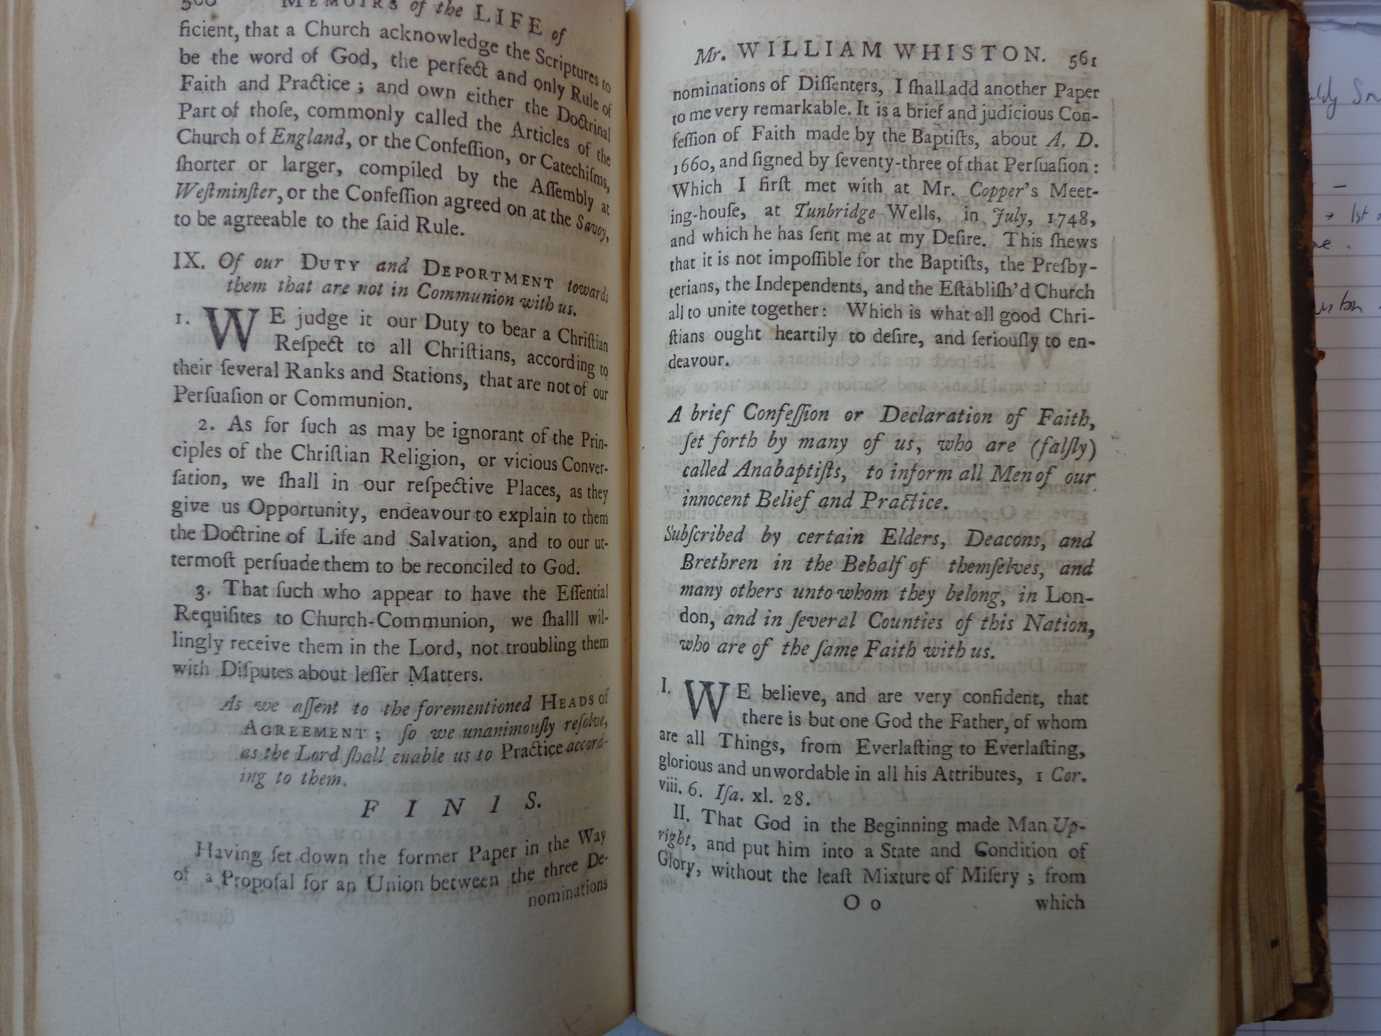 560 MEMOIRS of the LIFE of
ficient, that a Church acknowledge the Scriptures to
be the word of God, the perfect and only Rule of
Faith and Practice ; and own either the Doctrinal
Part of thoſe, commonly called the Articles of the
Church of England, or the Confeſſion, or Catechiſms,
ſhorter or larger, compiled by the Aſſembly at
Weſtminſter, or the Confeſſion agreed on at the Savoy,
to be agreeable to the ſaid Rule.
IX. Of our DUTY and DEPORTMENT towards
them that are not in Communion with us.
1. WE judge it our Duty to bear a Chriſtian
Reſpect to all Chriſtians, according to
their ſeveral Ranks and Stations, that are not of our
Perſuaſion or Communion.
2. As for ſuch as may be ignorant of the Prin-
ciples of the Chriſtian Religion, or vicious Conver-
ſation, we ſhall in our reſpective Places, as they
give us Opportunity, endeavour to explain to them
the Doctrine of Life and Salvation, and to our ut-
termoſt perſuade them to be reconciled to God.
3. That ſuch who appear to have the Eſſential
Requiſites to Church-Communion, we ſhalll wil-
lingly receive them in the Lord, not troubling them
with Diſputes about leſſer Matters.
As we aſſent to the forementioned HEADS of
AGREEMENT ; ſo we unanimouſly reſolve,
as the Lord ſhall enable us to Practice accord-
ing to them.
F I N I S.
Having ſet down the former Paper in the Way
of a Propoſal for an Union between the three De-
nominations
Mr. WILLIAM WHISTON. 561
nominations of Diſſenters, I ſhall add another Paper
to me very remarkable. It is a brief and judicious Con-
feſſion of Faith made by the Baptiſts, about A. D.
1660, and ſigned by ſeventy-three of that Perſuaſion :
Which I firſt met with at Mr. Copper's Meet-
ing-houſe, at Tunbridge Wells, in July, 1748,
and which he has ſent me at my Deſire. This ſhews
that it is not impoſſible for the Baptiſts, the Preſby-
terians, the Independents, and the Eſtabliſh'd Church
all to unite together : Which is what all good Chri-
ſtians ought heartily to deſire, and ſeriouſly to en-
deavour.
A brief Confeſſion or Declaration of Faith,
ſet forth by many of us, who are (falſly)
called Anabaptiſts, to inform all Men of our
innocent Belief and Practice.
Subſcribed by certain Elders, Deacons, and
Brethren in the Behalf of themſelves, and
many others unto whom they belong, in Lon-
don, and in ſeveral Counties of this Nation,
who are of the ſame Faith with us.
I. WE believe, and are very confident, that
there is but one God the Father, of whom
are all Things, from Everlaſting to Everlaſting,
glorious and unwordable in all his Attributes, 1 Cor.
viii. 6. Iſa. xl. 28.
II. That God in the Beginning made Man Up-
right, and put him into a State and Condition of
Glory, without the leaſt Mixture of Miſery ; from
O o which